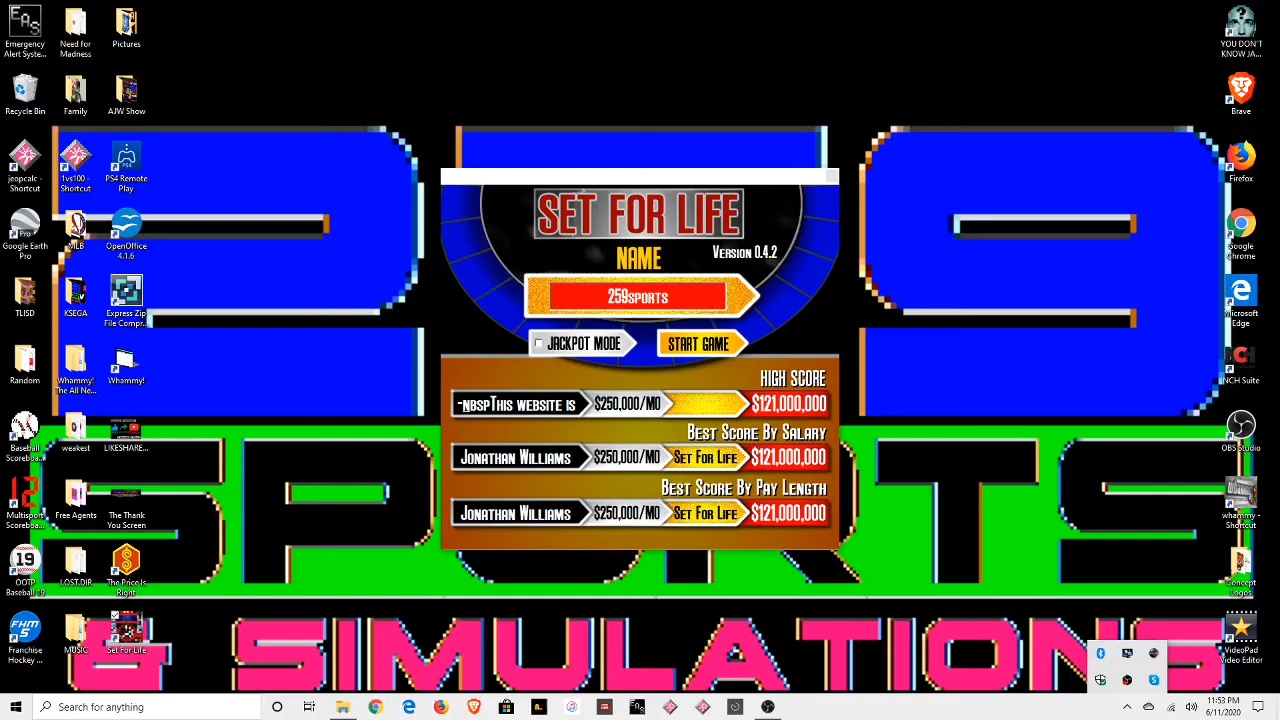 Emergency
Alert Syste...
Need for
Madness
Pictures
Recycle Bin
Family
AJW Show
jeopcalc -
Shortcut
1vs100 -
Shortcut
PS4 Remote
Play
Google Earth
Pro
MLB
OpenOffice
4.1.6
TLISD
KSEGA
Express Zip
File Compr...
Random
Whammy!
The All Ne...
Whammy!
Baseball
Scoreboa...
weakest
LIKESHARE...
Multisport
Scoreboa...
Free Agents
The Thank
You Screen
OOTP
Baseball 19
LOST.DIR
The Price Is
Right
Franchise
Hockey ...
MUSIC
Set For Life
259
SPORTS
& SIMULATIONS
SET FOR LIFE
NAME
Version 0.4.2
259sports
JACKPOT MODE
START GAME
HIGH SCORE
-nbspThis website is $250,000/MO $121,000,000
Best Score By Salary
Jonathan Williams $250,000/MO Set For Life $121,000,000
Best Score By Pay Length
Jonathan Williams $250,000/MO Set For Life $121,000,000
YOU DON'T
KNOW JA...
Brave
Firefox
Google
Chrome
Microsoft
Edge
NCH Suite
OBS Studio
whammy -
Shortcut
Concept
Logos
VideoPad
Video Editor
Search for anything
11:53 PM
6/11/2020